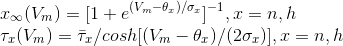 x_∞(V_m) = [1 + e^{(V_m−θ_x)/σ_x}]^{−1}, x = n, h
τ_x(V_m) = τ̄_x/cosh[(V_m − θ_x)/(2σ_x)], x = n, h